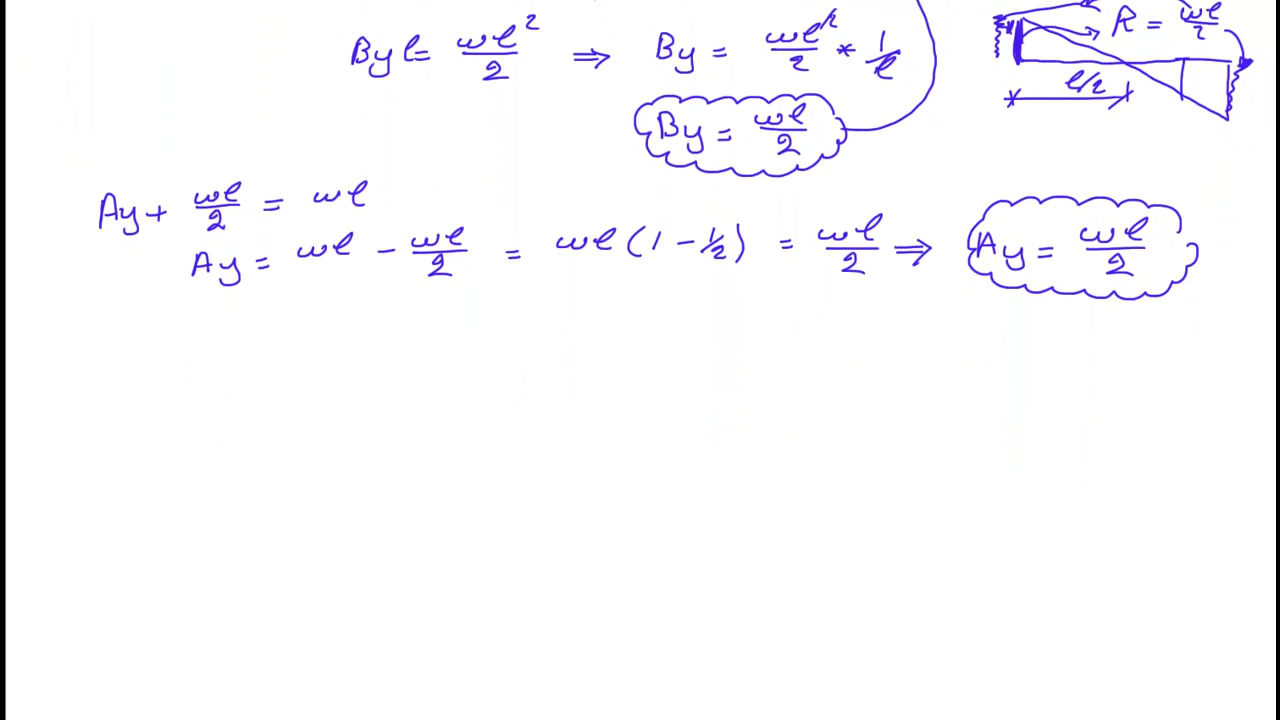 By l = wl²/2 ⇒ By = wl²/2 * 1/l
R = wl/2
l/2
By = wl/2
Ay + wl/2 = wl
Ay = wl - wl/2 = wl(1 - 1/2) = wl/2 ⇒ Ay = wl/2